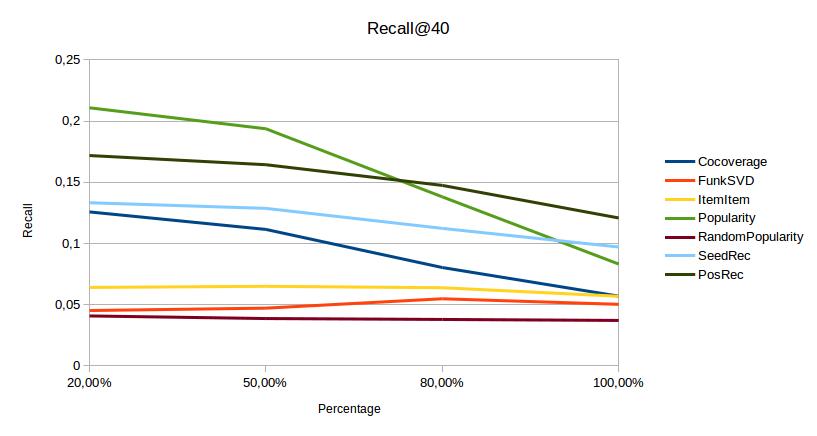 Recall@40
0,25
0,2
0,15
0,1
0,05
0
Recall
20,00%
50,00%
80,00%
100,00%
Percentage
Cocoverage
FunkSVD
ItemItem
Popularity
RandomPopularity
SeedRec
PosRec